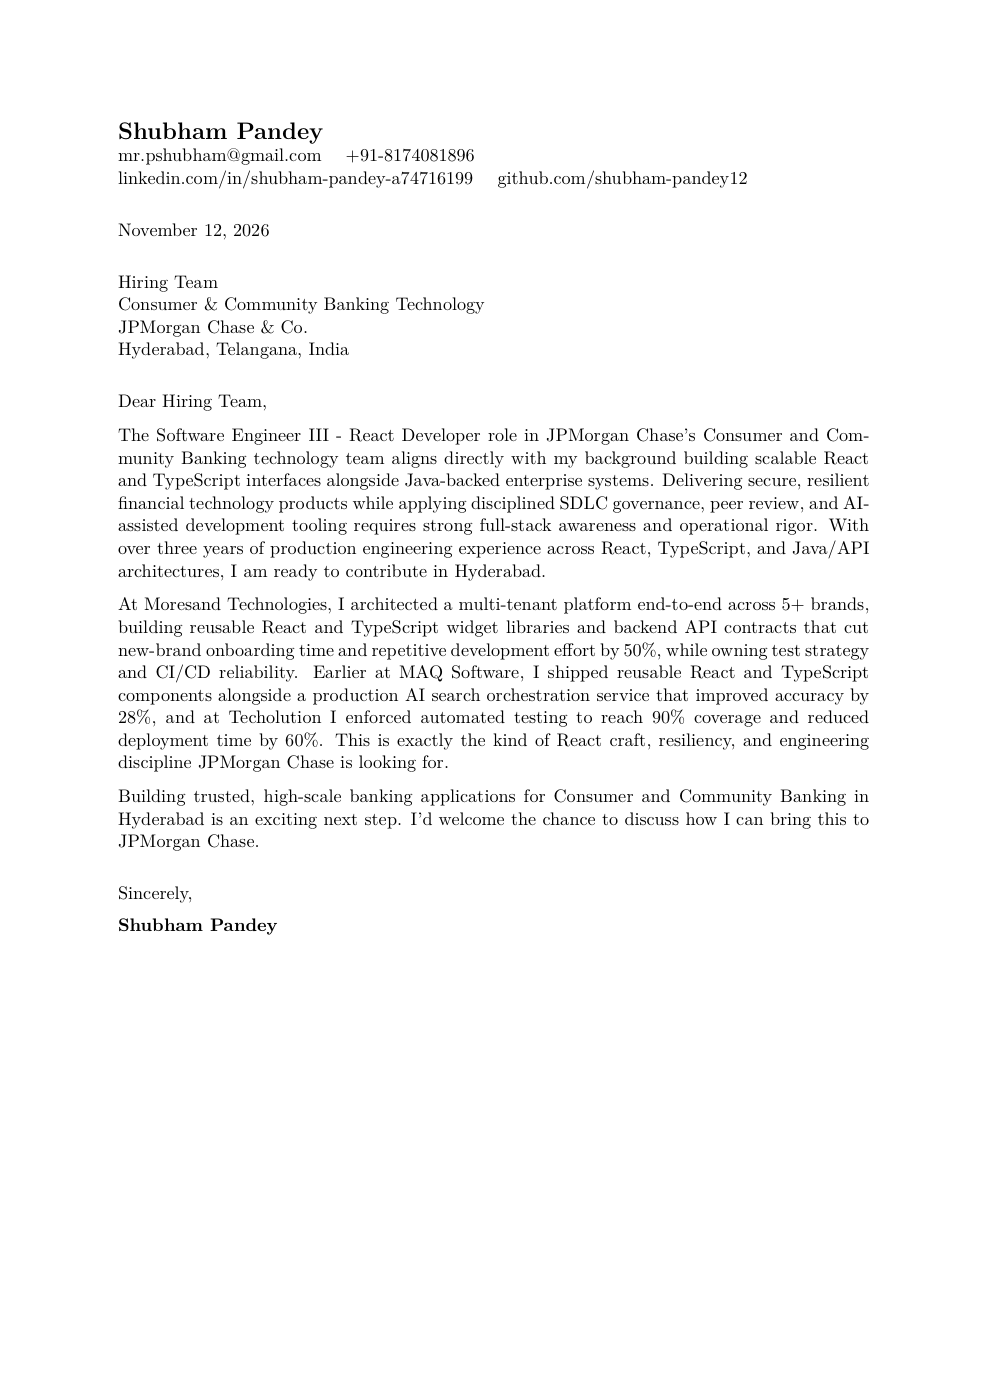 Shubham Pandey
mr.pshubham@gmail.com +91-8174081896
linkedin.com/in/shubham-pandey-a74716199 github.com/shubham-pandey12
November 12, 2026
Hiring Team
Consumer & Community Banking Technology
JPMorgan Chase & Co.
Hyderabad, Telangana, India
Dear Hiring Team,
The Software Engineer III - React Developer role in JPMorgan Chase's Consumer and Com-
munity Banking technology team aligns directly with my background building scalable React
and TypeScript interfaces alongside Java-backed enterprise systems. Delivering secure, resilient
financial technology products while applying disciplined SDLC governance, peer review, and AI-
assisted development tooling requires strong full-stack awareness and operational rigor. With
over three years of production engineering experience across React, TypeScript, and Java/API
architectures, I am ready to contribute in Hyderabad.
At Moresand Technologies, I architected a multi-tenant platform end-to-end across 5+ brands,
building reusable React and TypeScript widget libraries and backend API contracts that cut
new-brand onboarding time and repetitive development effort by 50%, while owning test strategy
and CI/CD reliability. Earlier at MAQ Software, I shipped reusable React and TypeScript
components alongside a production AI search orchestration service that improved accuracy by
28%, and at Techolution I enforced automated testing to reach 90% coverage and reduced
deployment time by 60%. This is exactly the kind of React craft, resiliency, and engineering
discipline JPMorgan Chase is looking for.
Building trusted, high-scale banking applications for Consumer and Community Banking in
Hyderabad is an exciting next step. I'd welcome the chance to discuss how I can bring this to
JPMorgan Chase.
Sincerely,
Shubham Pandey